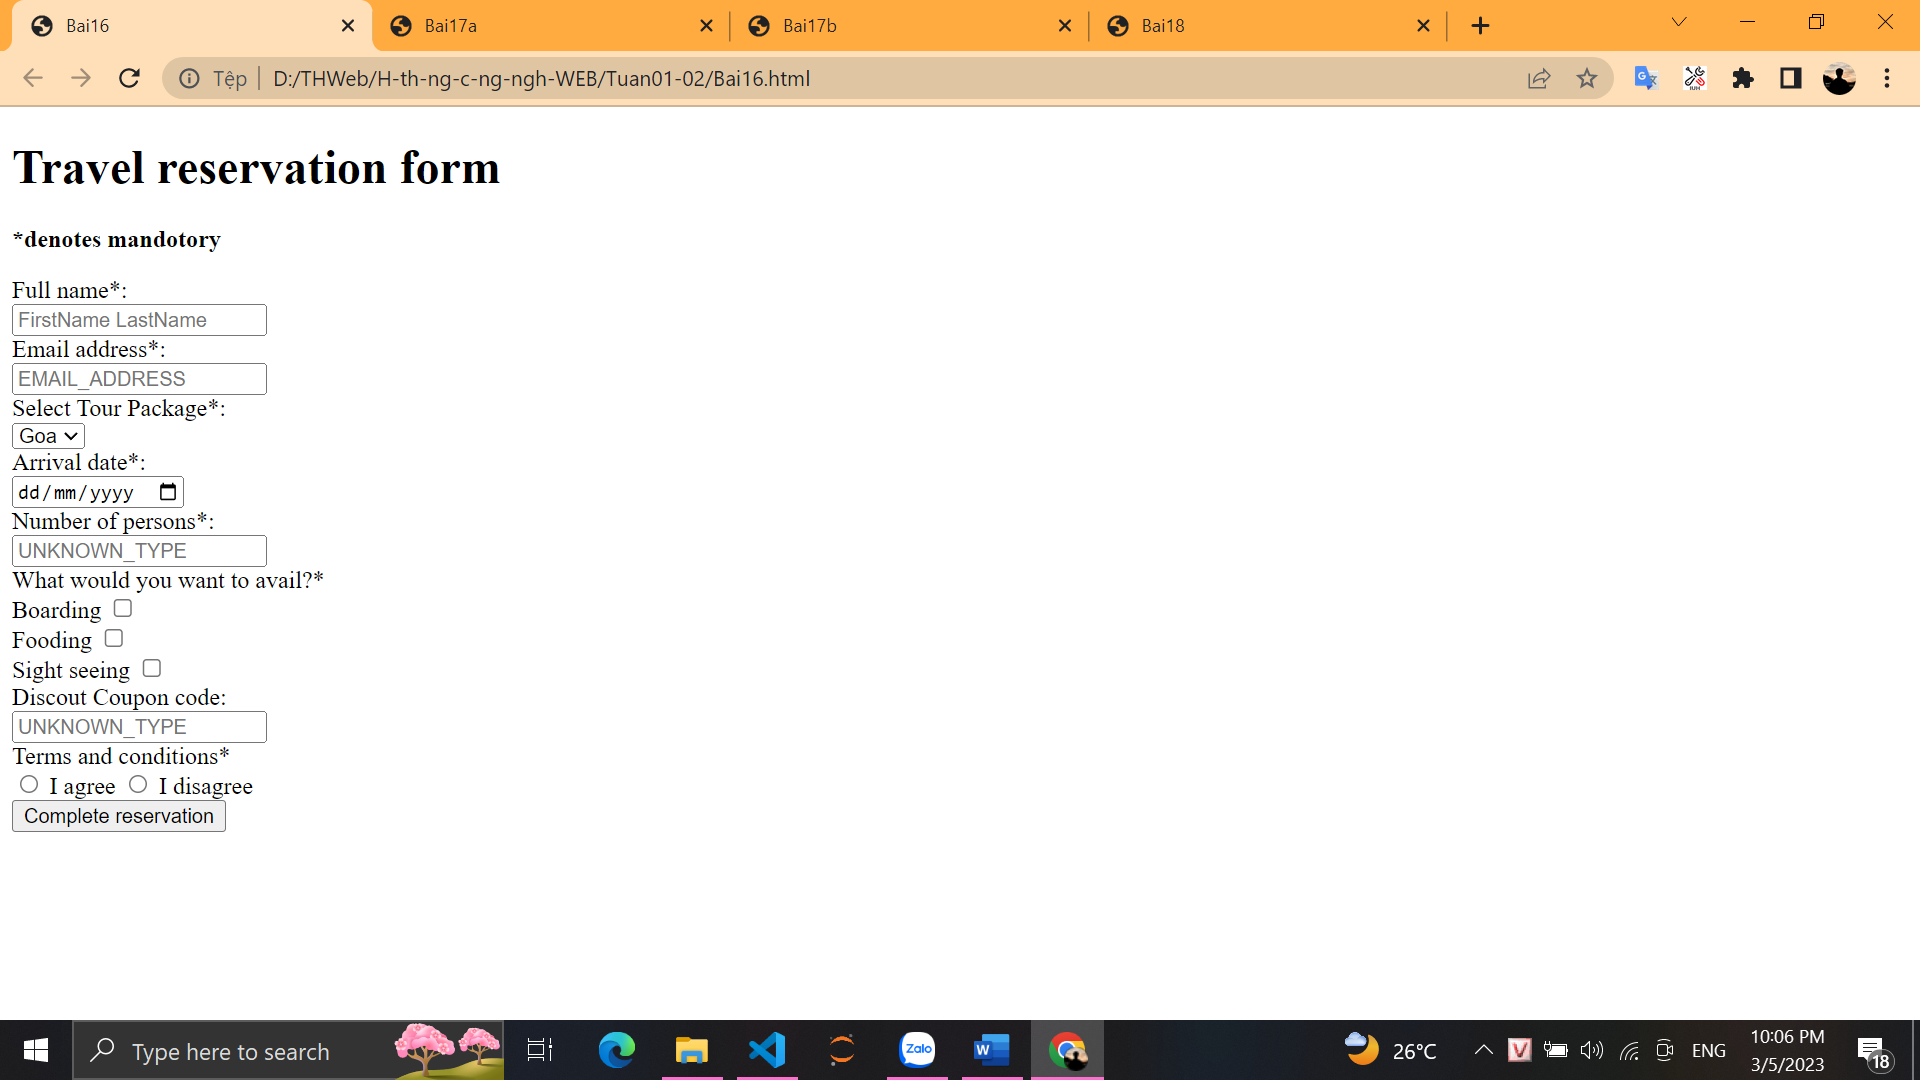 Bai16
Bai17a
Bai17b
Bai18
Tệp
D:/THWeb/H-th-ng-c-ng-ngh-WEB/Tuan01-02/Bai16.html
Travel reservation form
*denotes mandotory
Full name*:
FirstName LastName
Email address*:
EMAIL_ADDRESS
Select Tour Package*:
Goa
Arrival date*:
dd/mm/yyyy
Number of persons*:
UNKNOWN_TYPE
What would you want to avail?*
Boarding
Fooding
Sight seeing
Discout Coupon code:
UNKNOWN_TYPE
Terms and conditions*
I agree I disagree
Complete reservation
Type here to search
Zalo
W
26°C
V
ENG
10:06 PM
3/5/2023
18